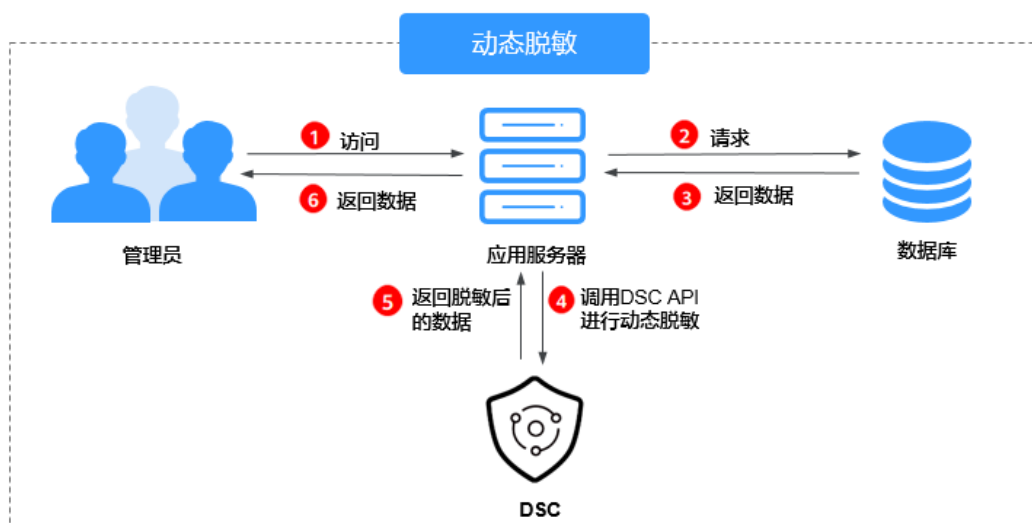 动态脱敏
1 访问
2 请求
6 返回数据
3 返回数据
管理员
应用服务器
数据库
5 返回脱敏后
的数据
4 调用DSC API
进行动态脱敏
DSC